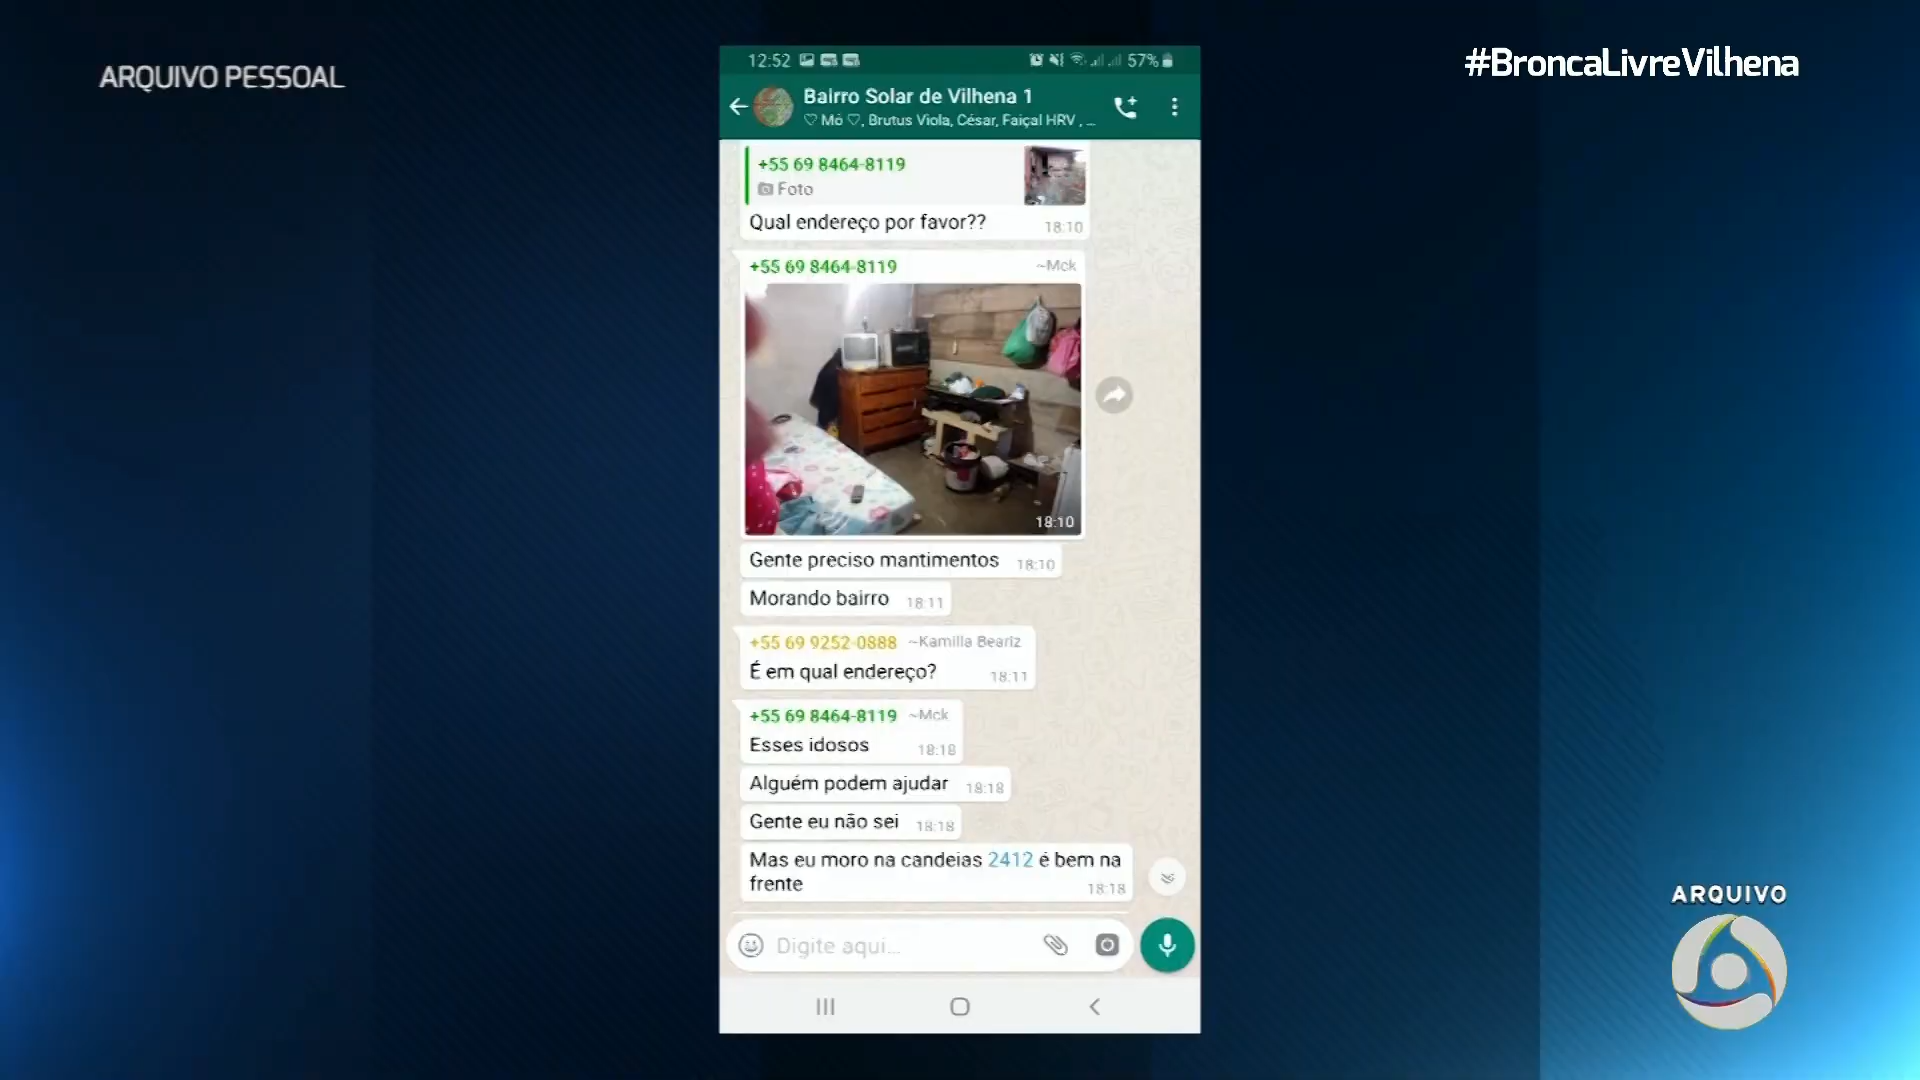 ARQUIVO PESSOAL
#BroncaLivreVilhena
12:52
57%
Bairro Solar de Vilhena 1
♡ Mô ♡, Brutus Viola, César, Faiçal HRV , ...
+55 69 8464-8119
Foto
Qual endereço por favor??
18:10
+55 69 8464-8119 ~Mck
18:10
Gente preciso mantimentos 18:10
Morando bairro 18:11
+55 69 9252-0888 ~Kamilla Beariz
É em qual endereço? 18:11
+55 69 8464-8119 ~Mck
Esses idosos 18:18
Alguém podem ajudar 18:18
Gente eu não sei 18:18
Mas eu moro na candeias 2412 é bem na
frente 18:18
Digite aqui...
ARQUIVO